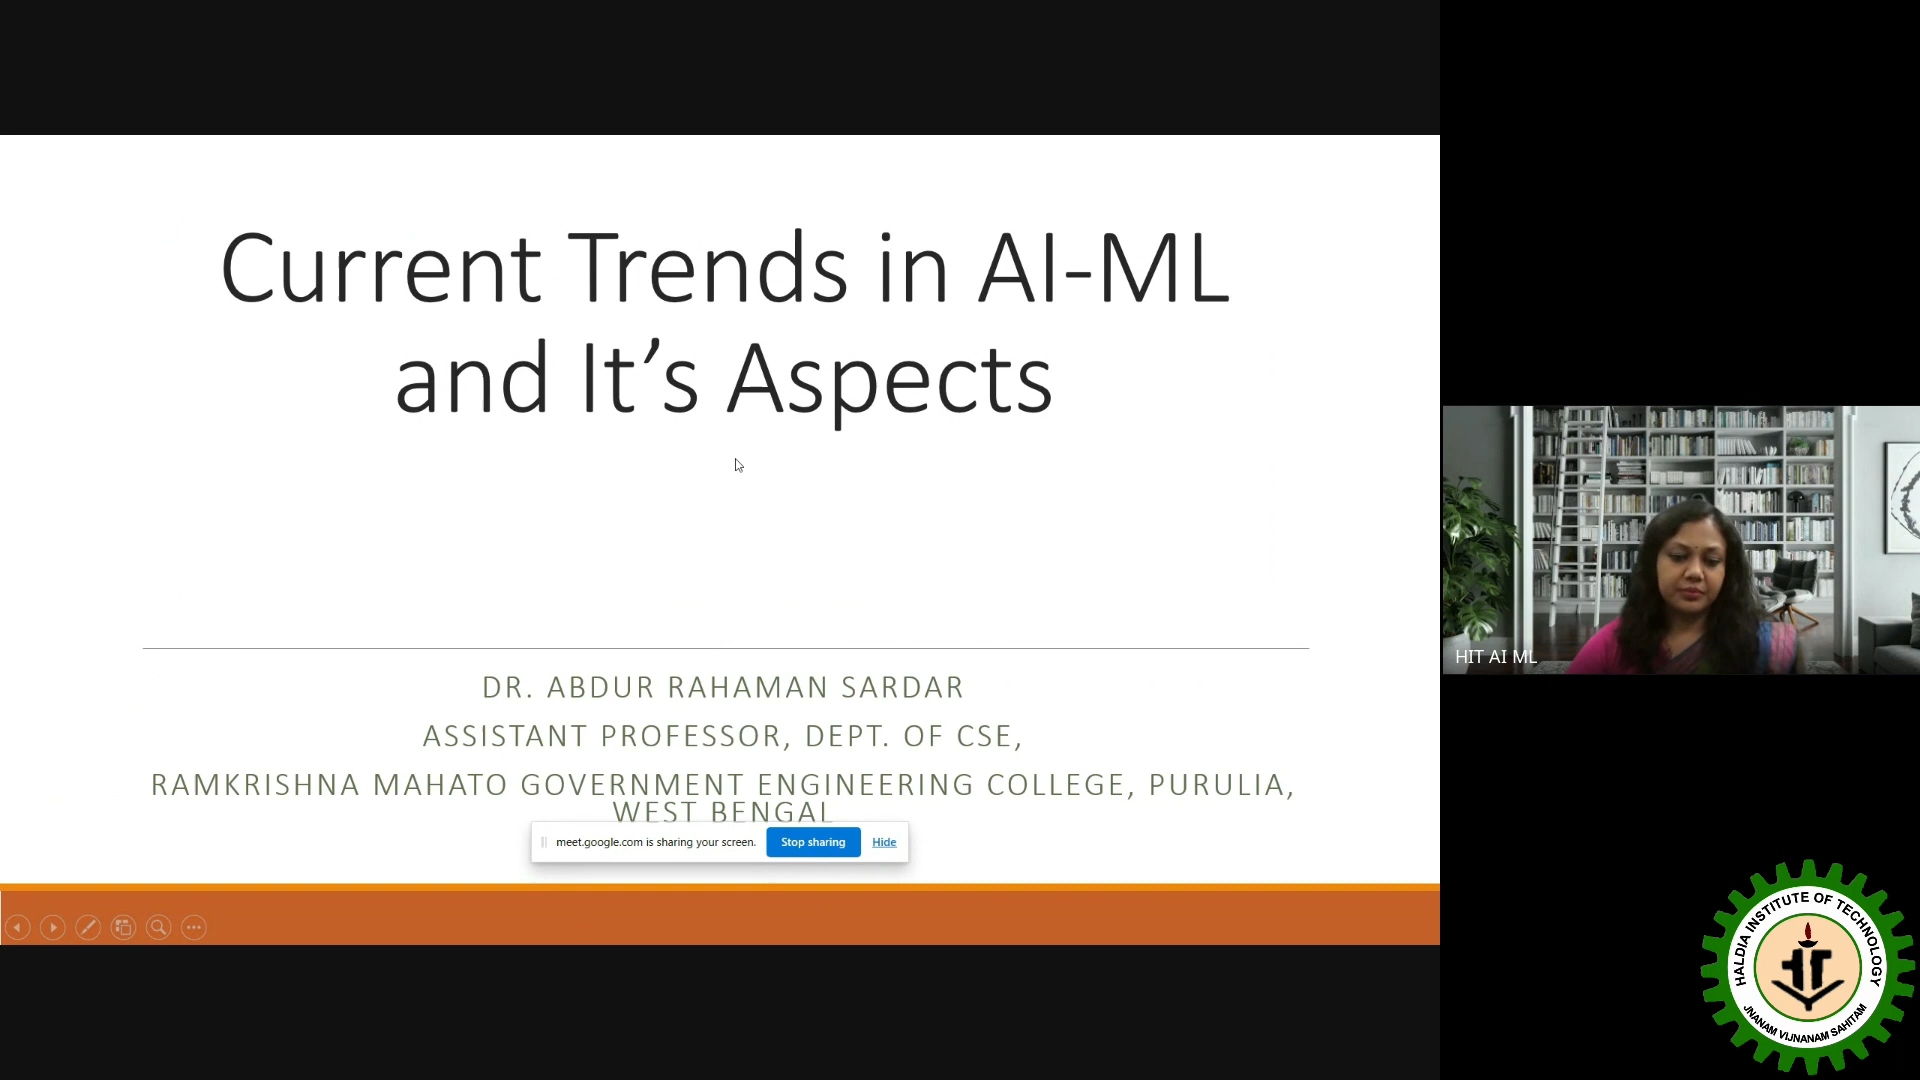 Current Trends in AI-ML
and It’s Aspects
DR. ABDUR RAHAMAN SARDAR
ASSISTANT PROFESSOR, DEPT. OF CSE,
RAMKRISHNA MAHATO GOVERNMENT ENGINEERING COLLEGE, PURULIA,
WEST BENGAL
meet.google.com is sharing your screen. Stop sharing Hide
HIT AI ML
HALDIA INSTITUTE OF TECHNOLOGY
JNANAM VIJNANAM SAHITAM